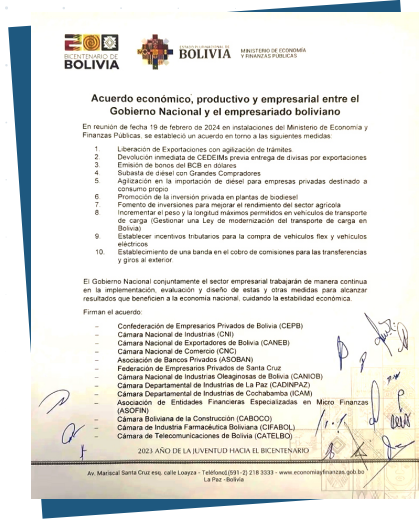 200
BICENTENARIO DE
BOLIVIA
ESTADO PLURINACIONAL DE
BOLIVIA
MINISTERIO DE ECONOMÍA
Y FINANZAS PÚBLICAS
Acuerdo económico, productivo y empresarial entre el
Gobierno Nacional y el empresariado boliviano
En reunión de fecha 19 de febrero de 2024 en instalaciones del Ministerio de Economía y
Finanzas Públicas, se estableció un acuerdo en torno a las siguientes medidas:
1. Liberación de Exportaciones con agilización de trámites
2. Devolución inmediata de CEDEIMs previa entrega de divisas por exportaciones
3. Emisión de bonos del BCB en dólares
4. Subasta de diésel con Grandes Compradores
5. Agilización en la importación de diésel para empresas privadas destinado a
consumo propio
6. Promoción de la inversión privada en plantas de biodiesel
7. Fomento de inversiones para mejorar el rendimiento del sector agrícola
8. Incrementar el peso y la longitud máximos permitidos en vehículos de transporte
de carga (Gestionar una Ley de modernización del transporte de carga en
Bolivia)
9. Establecer incentivos tributarios para la compra de vehículos flex y vehículos
eléctricos
10. Establecimiento de una banda en el cobro de comisiones para las transferencias
y giros al exterior.
El Gobierno Nacional conjuntamente el sector empresarial trabajarán de manera continua
en la implementación, evaluación y diseño de estas y otras medidas para alcanzar
resultados que beneficien a la economía nacional, cuidando la estabilidad económica.
Firman el acuerdo:
– Confederación de Empresarios Privados de Bolivia (CEPB)
– Cámara Nacional de Industrias (CNI)
– Cámara Nacional de Exportadores de Bolivia (CANEB)
– Cámara Nacional de Comercio (CNC)
– Asociación de Bancos Privados (ASOBAN)
– Federación de Empresarios Privados de Santa Cruz
– Cámara Nacional de Industrias Oleaginosas de Bolivia (CANIOB)
– Cámara Departamental de Industrias de La Paz (CADINPAZ)
– Cámara Departamental de Industrias de Cochabamba (ICAM)
– Asociación de Entidades Financieras Especializadas en Micro Finanzas
(ASOFIN)
– Cámara Boliviana de la Construcción (CABOCO)
– Cámara de Industria Farmacéutica Boliviana (CIFABOL)
– Cámara de Telecomunicaciones de Bolivia (CATELBO)
2023 AÑO DE LA JUVENTUD HACIA EL BICENTENARIO
Av. Mariscal Santa Cruz esq. calle Loayza - Teléfono:(591-2) 218 3333 - www.economiayfinanzas.gob.bo
La Paz - Bolivia